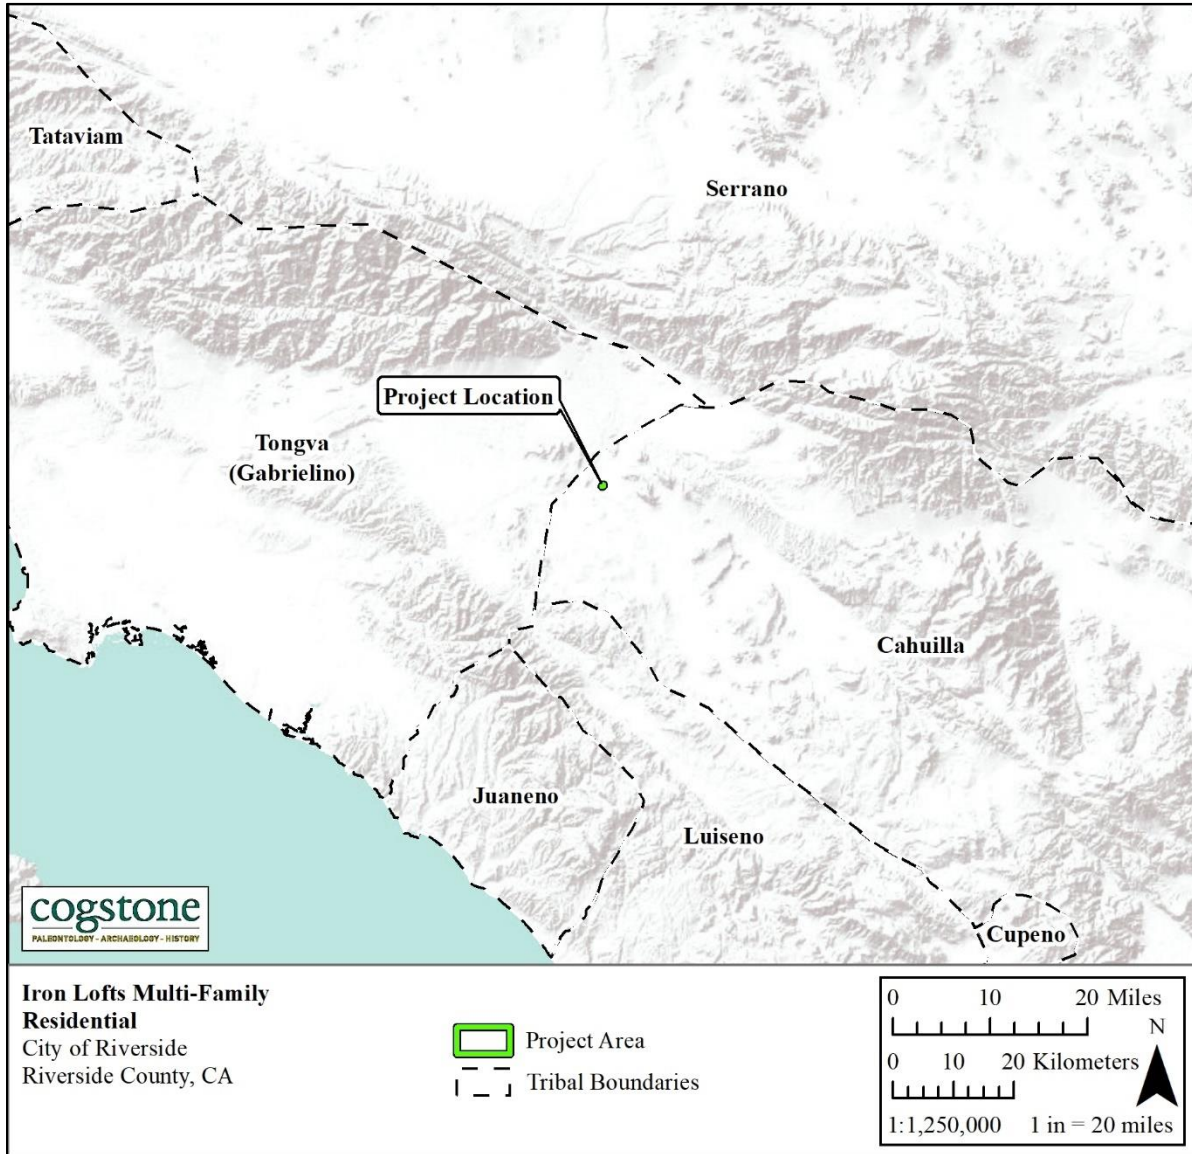 Tataviam
Serrano
Project Location
Tongva
(Gabrielino)
Cahuilla
Juaneno
Luiseno
Cupeno
cogstone
PALEONTOLOGY - ARCHAEOLOGY - HISTORY
Iron Lofts Multi-Family
Residential
City of Riverside
Riverside County, CA
Project Area
Tribal Boundaries
0 10 20 Miles
N
0 10 20 Kilometers
1:1,250,000 1 in = 20 miles